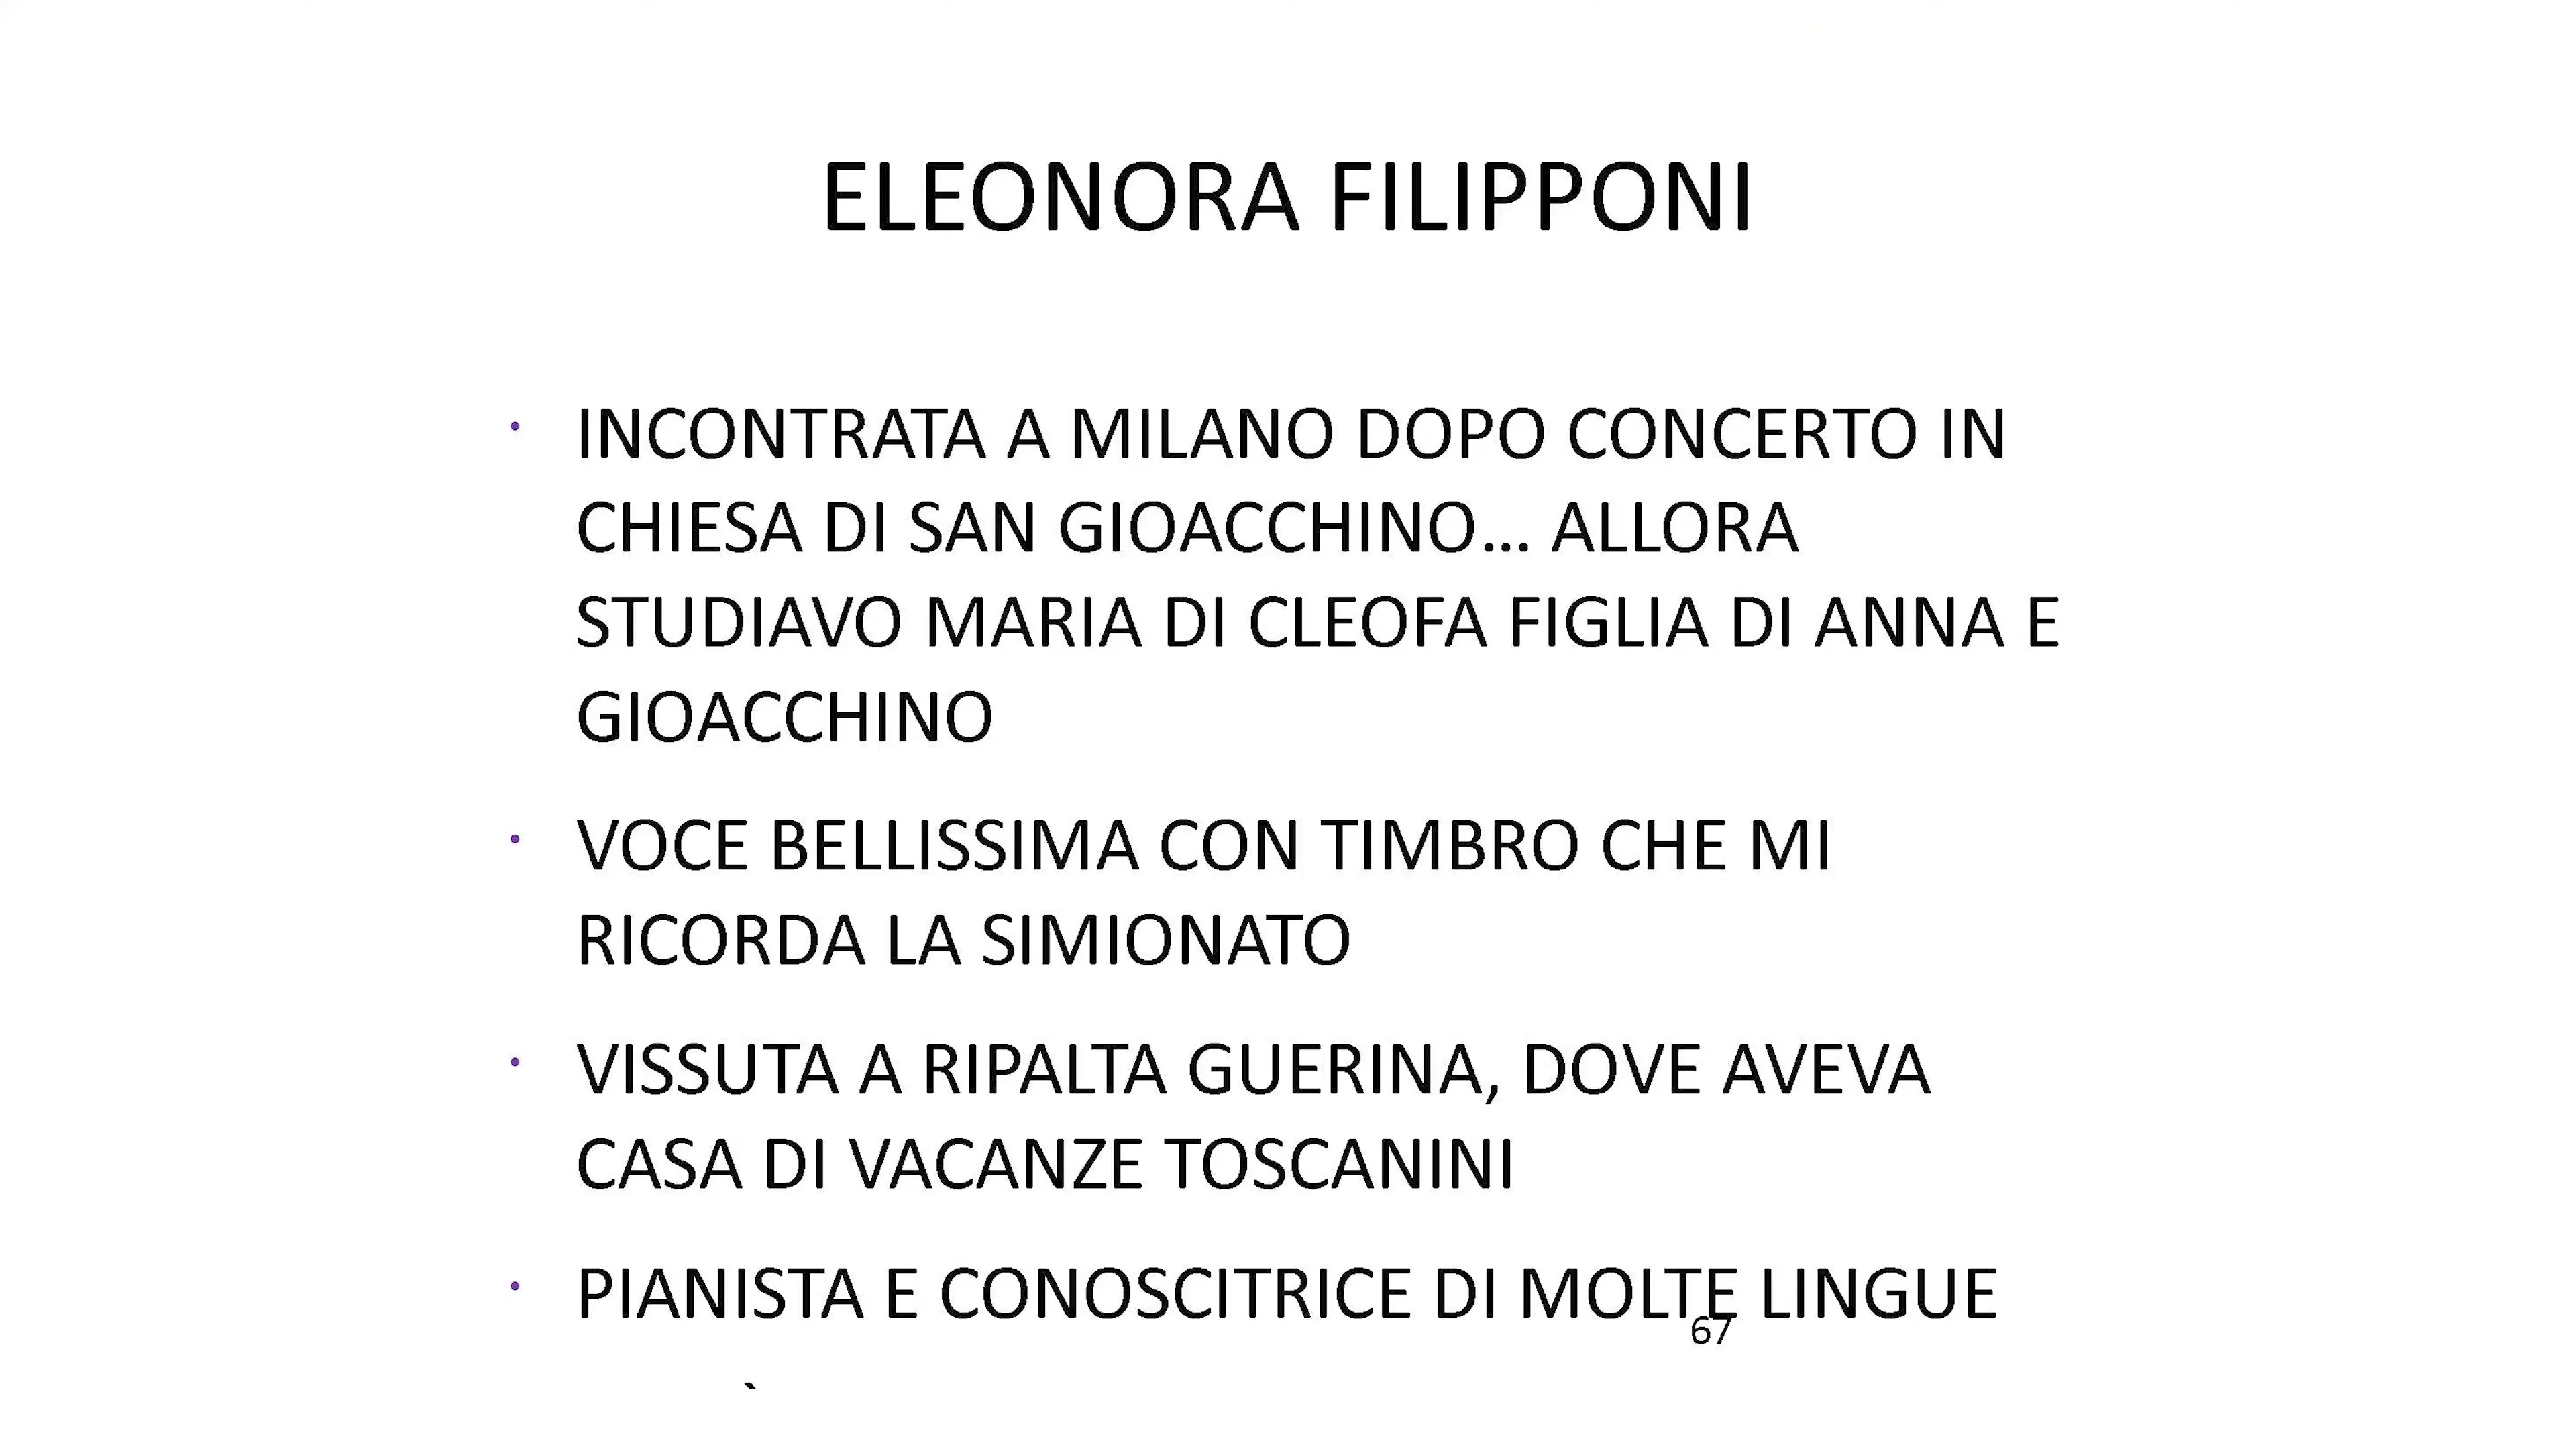 ELEONORA FILIPPONI
• INCONTRATA A MILANO DOPO CONCERTO IN
CHIESA DI SAN GIOACCHINO... ALLORA
STUDIAVO MARIA DI CLEOFA FIGLIA DI ANNA E
GIOACCHINO
• VOCE BELLISSIMA CON TIMBRO CHE MI
RICORDA LA SIMIONATO
• VISSUTA A RIPALTA GUERINA, DOVE AVEVA
CASA DI VACANZE TOSCANINI
• PIANISTA E CONOSCITRICE DI MOLTE LINGUE
67